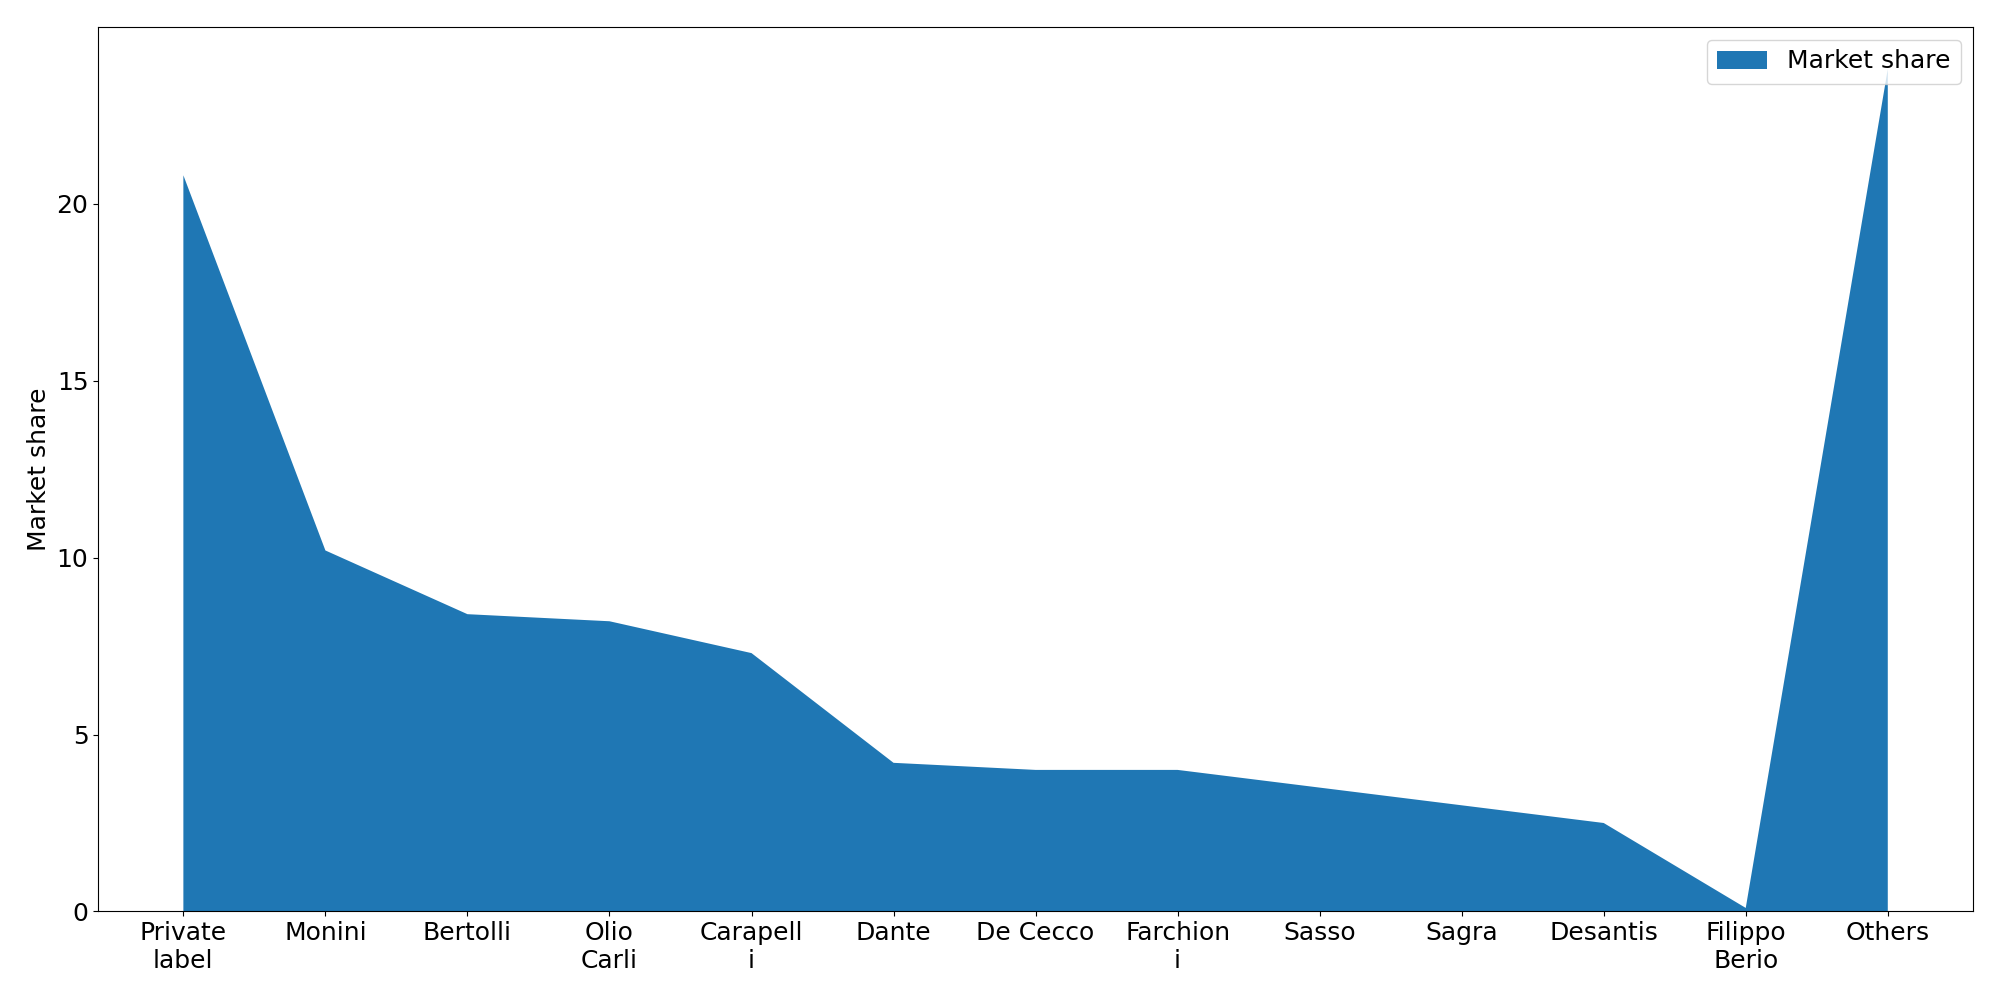 Market share
Market share
20
15
10
5
0
Private
label
Monini
Bertolli
Olio
Carli
Carapell
i
Dante
De Cecco
Farchion
i
Sasso
Sagra
Desantis
Filippo
Berio
Others